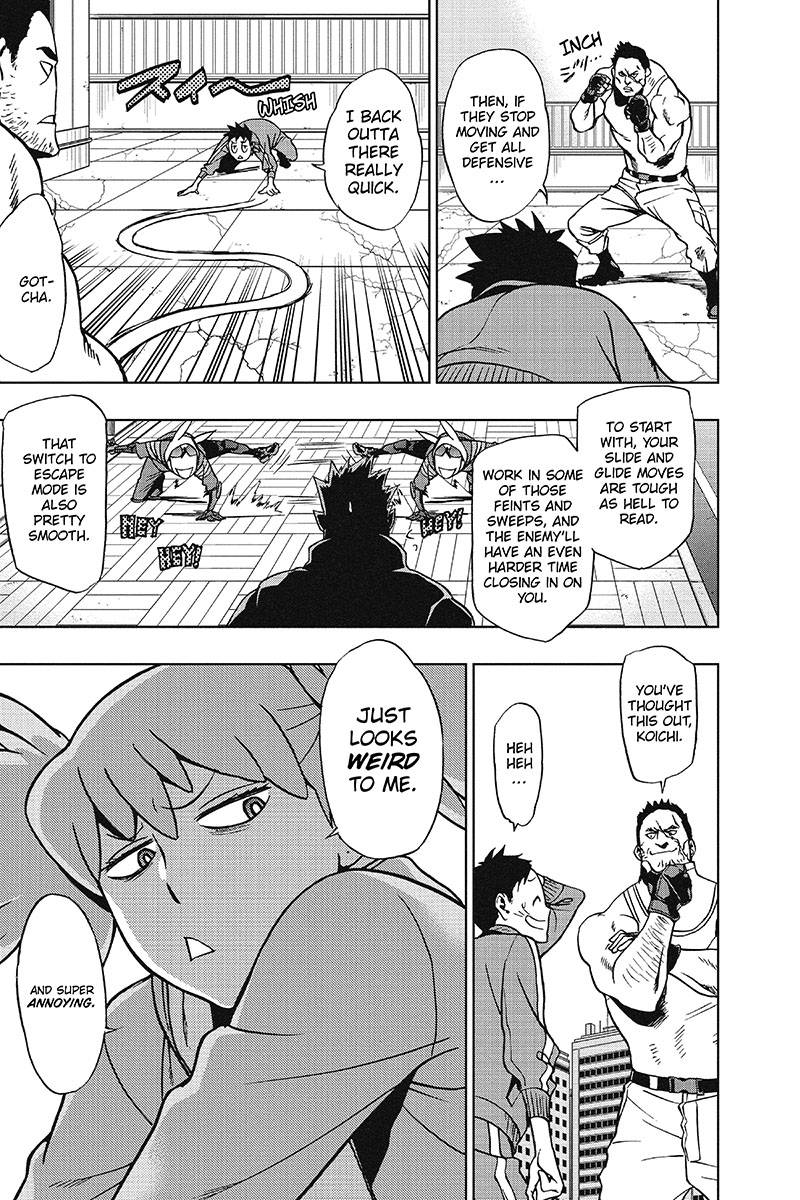 INCH
THEN, IF
THEY STOP
MOVING AND
GET ALL
DEFENSIVE
...
スイ〜
WHISH
I BACK
OUTTA
THERE
REALLY
QUICK.
GOT-
CHA.
TO START
WITH, YOUR
SLIDE AND
GLIDE MOVES
ARE TOUGH
AS HELL TO
READ.
WORK IN SOME
OF THOSE
FEINTS AND
SWEEPS, AND
THE ENEMY'LL
HAVE AN EVEN
HARDER TIME
CLOSING IN ON
YOU.
HEY!
HEY!
HEY
THAT
SWITCH TO
ESCAPE
MODE IS
ALSO
PRETTY
SMOOTH.
YOU'VE
THOUGHT
THIS OUT,
KOICHI.
HEH
HEH
...
JUST
LOOKS
WEIRD
TO ME.
AND SUPER
ANNOYING.